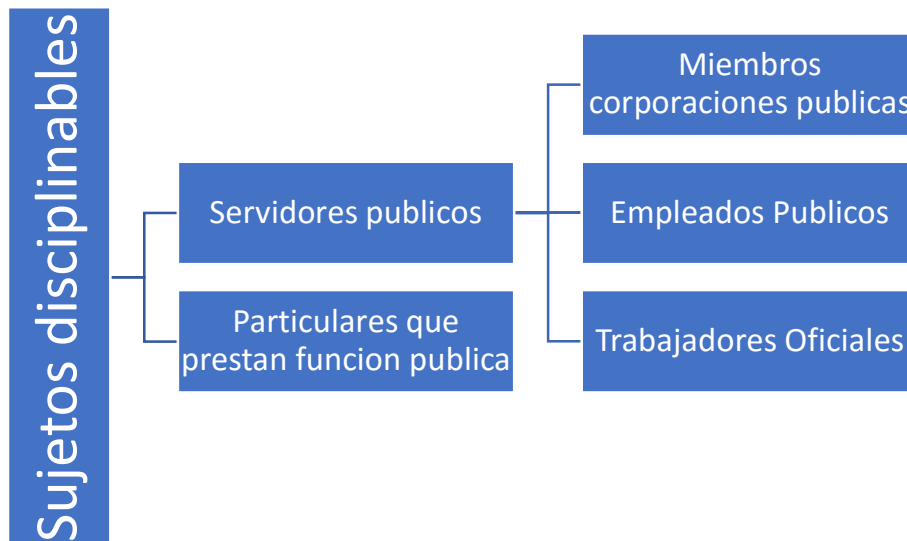 Sujetos disciplinables
Servidores publicos
Particulares que
prestan funcion publica
Miembros
corporaciones publicas
Empleados Publicos
Trabajadores Oficiales